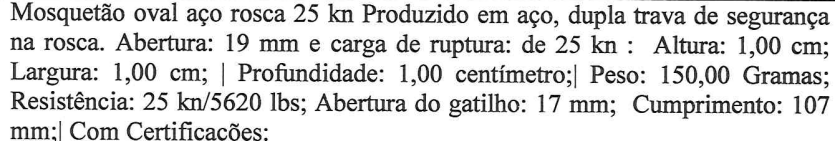 Mosquetão oval aço rosca 25 kn Produzido em aço, dupla trava de segurança
na rosca. Abertura: 19 mm e carga de ruptura: de 25 kn : Altura: 1,00 cm;
Largura: 1,00 cm; | Profundidade: 1,00 centímetro;| Peso: 150,00 Gramas;
Resistência: 25 kn/5620 lbs; Abertura do gatilho: 17 mm; Cumprimento: 107
mm;| Com Certificacões: